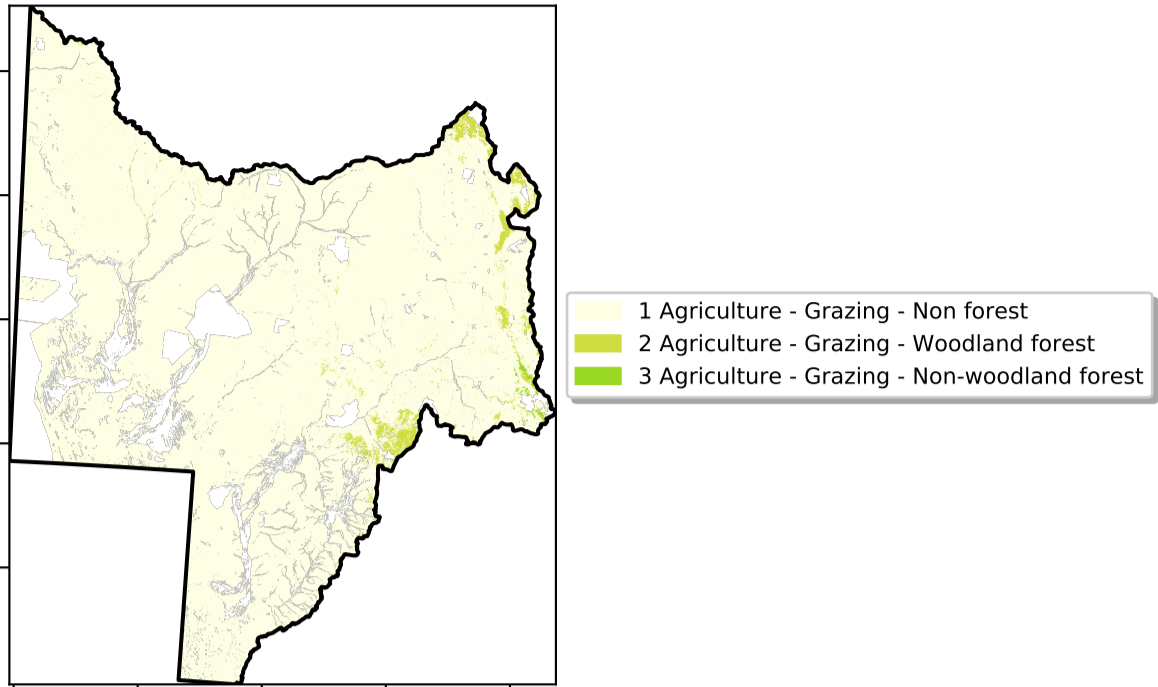 1 Agriculture - Grazing - Non forest
2 Agriculture - Grazing - Woodland forest
3 Agriculture - Grazing - Non-woodland forest